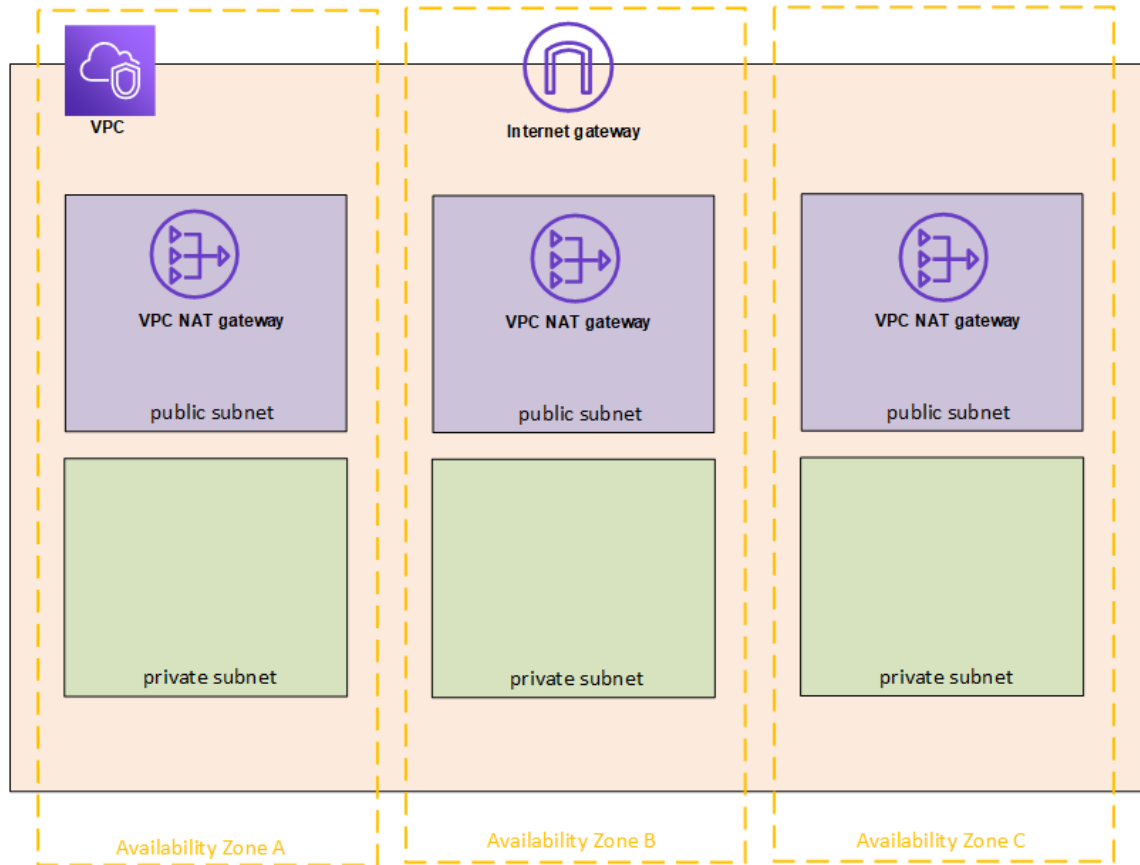 VPC
Internet gateway
VPC NAT gateway
VPC NAT gateway
VPC NAT gateway
public subnet
public subnet
public subnet
private subnet
private subnet
private subnet
Availability Zone A
Availability Zone B
Availability Zone C